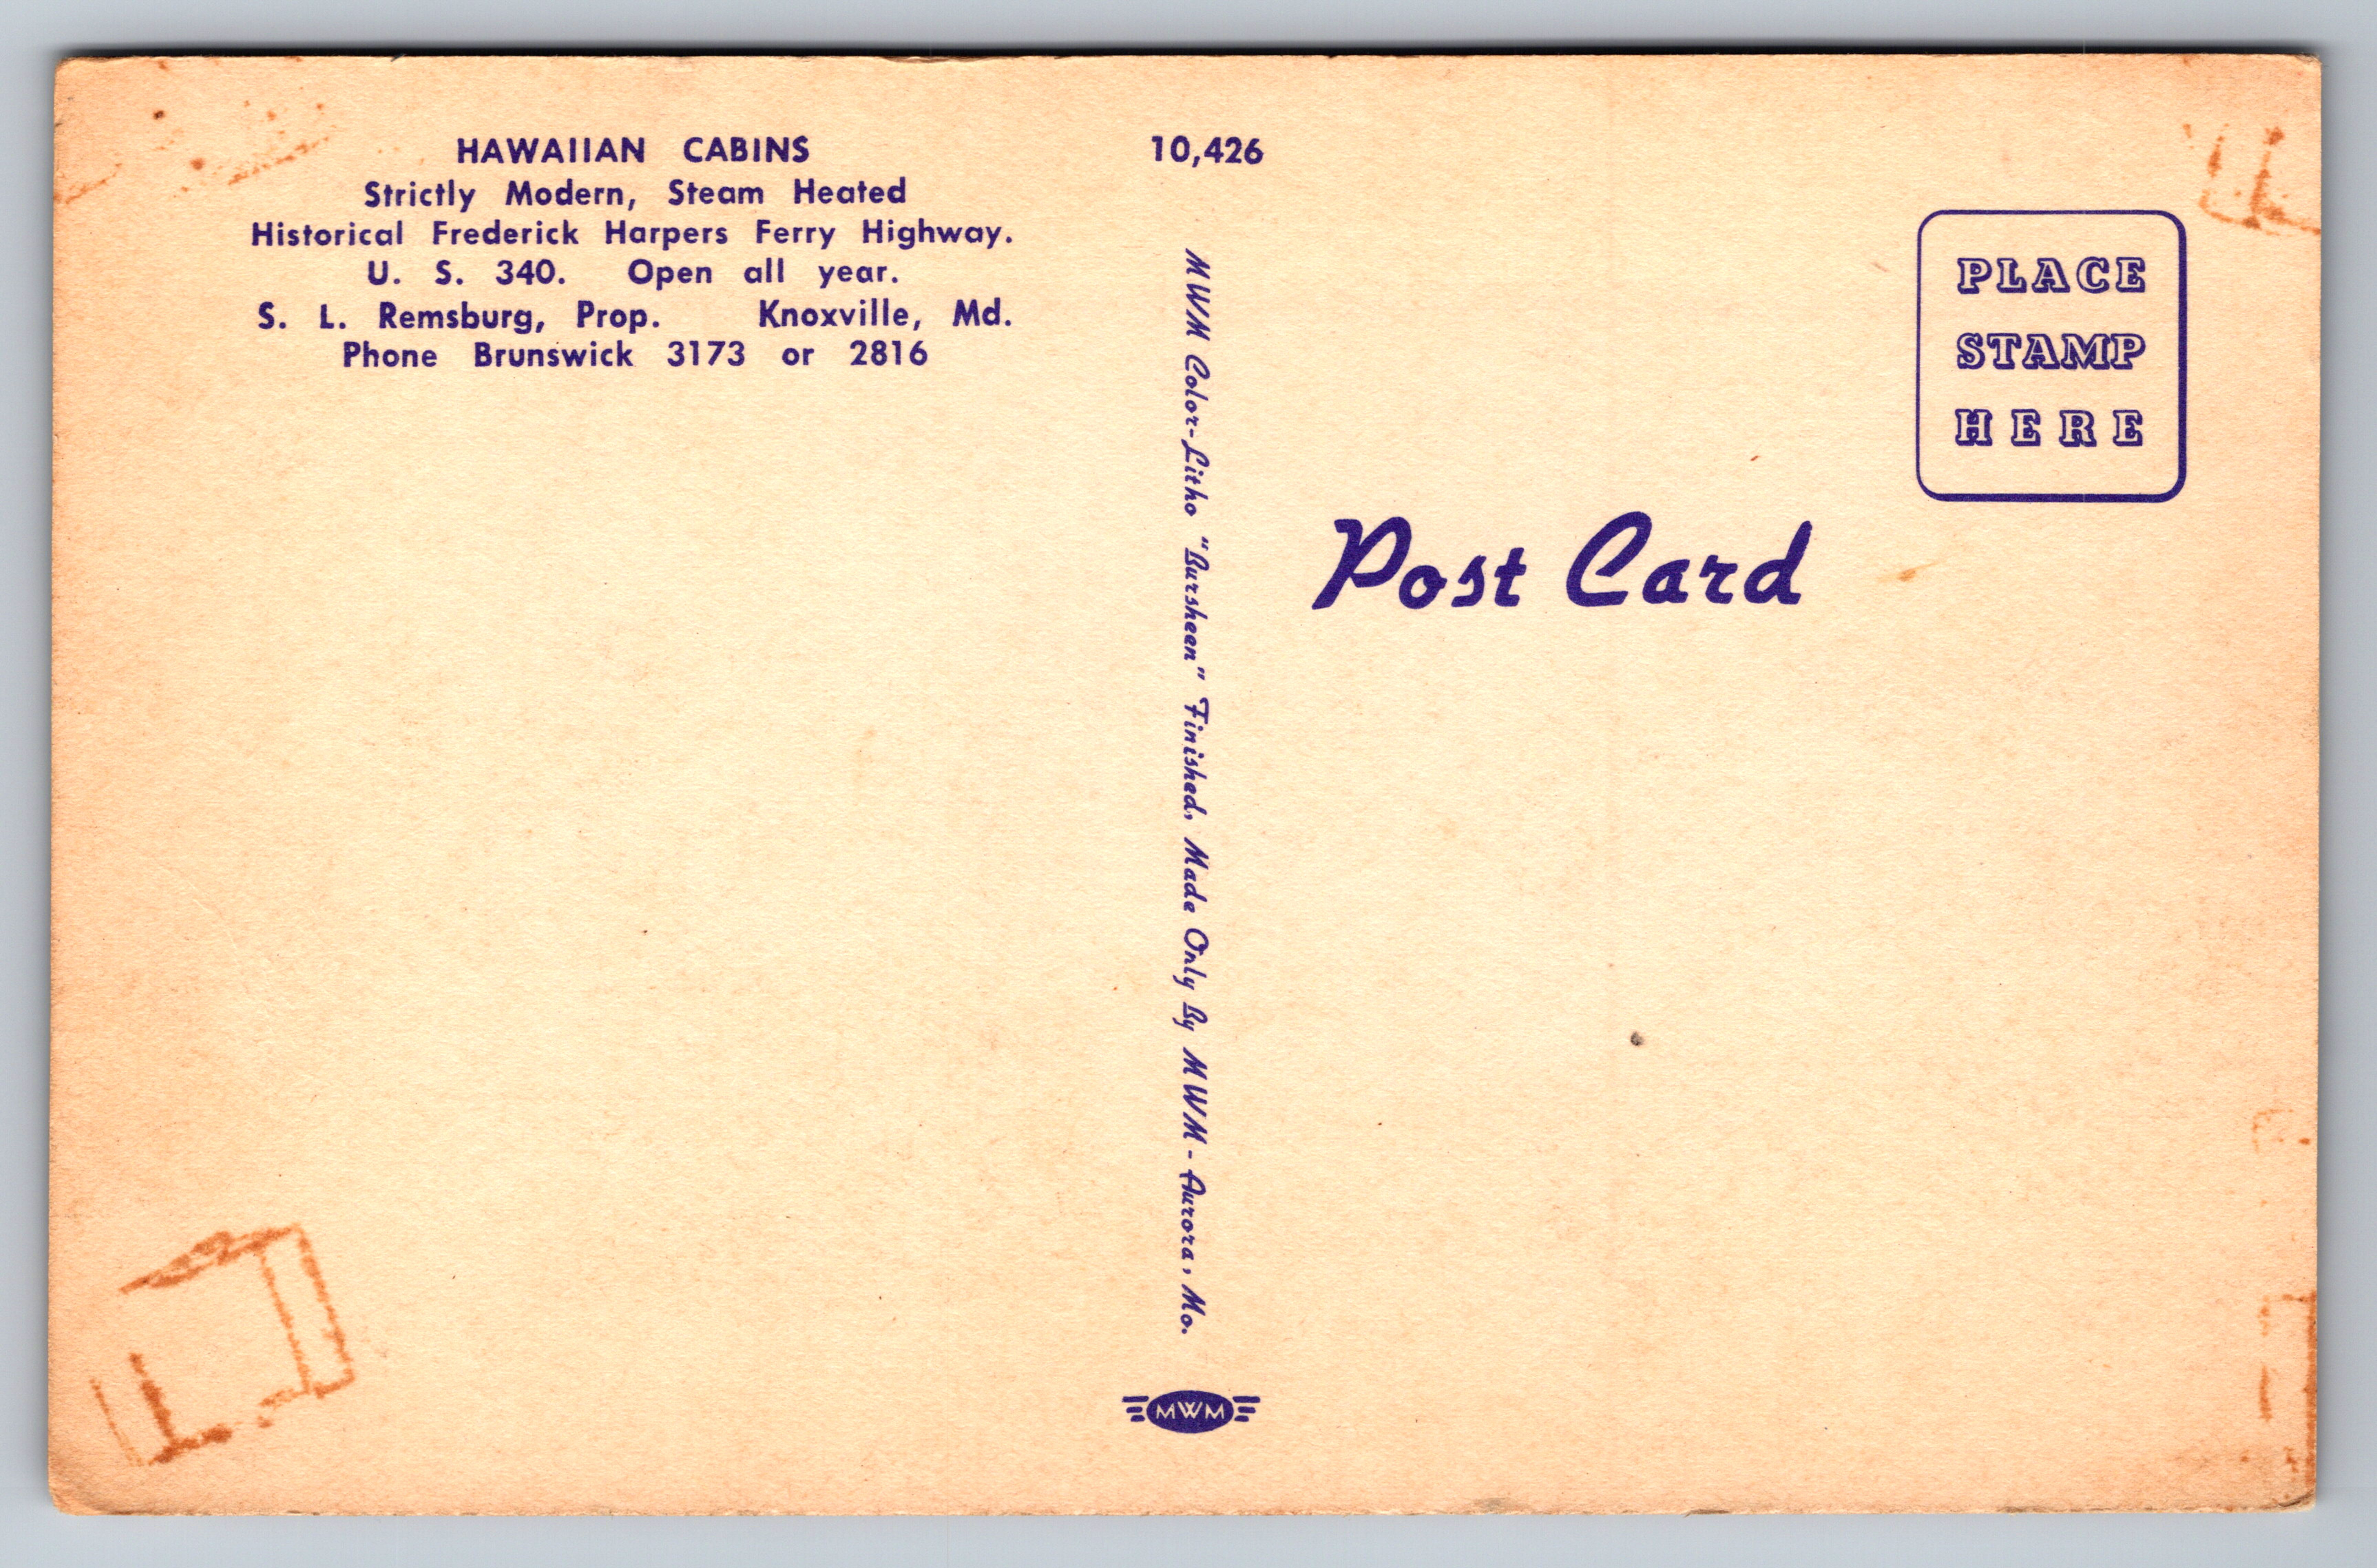 HAWAIIAN CABINS
Strictly Modern, Steam Heated
Historical Frederick Harpers Ferry Highway.
U. S. 340. Open all year.
S. L. Remsburg, Prop. Knoxville, Md.
Phone Brunswick 3173 or 2816
10,426
MWM Color-Litho "Bursheen" Finished, Made Only By MWM - Aurora, Mo.
MWM
PLACE
STAMP
HERE
Post Card